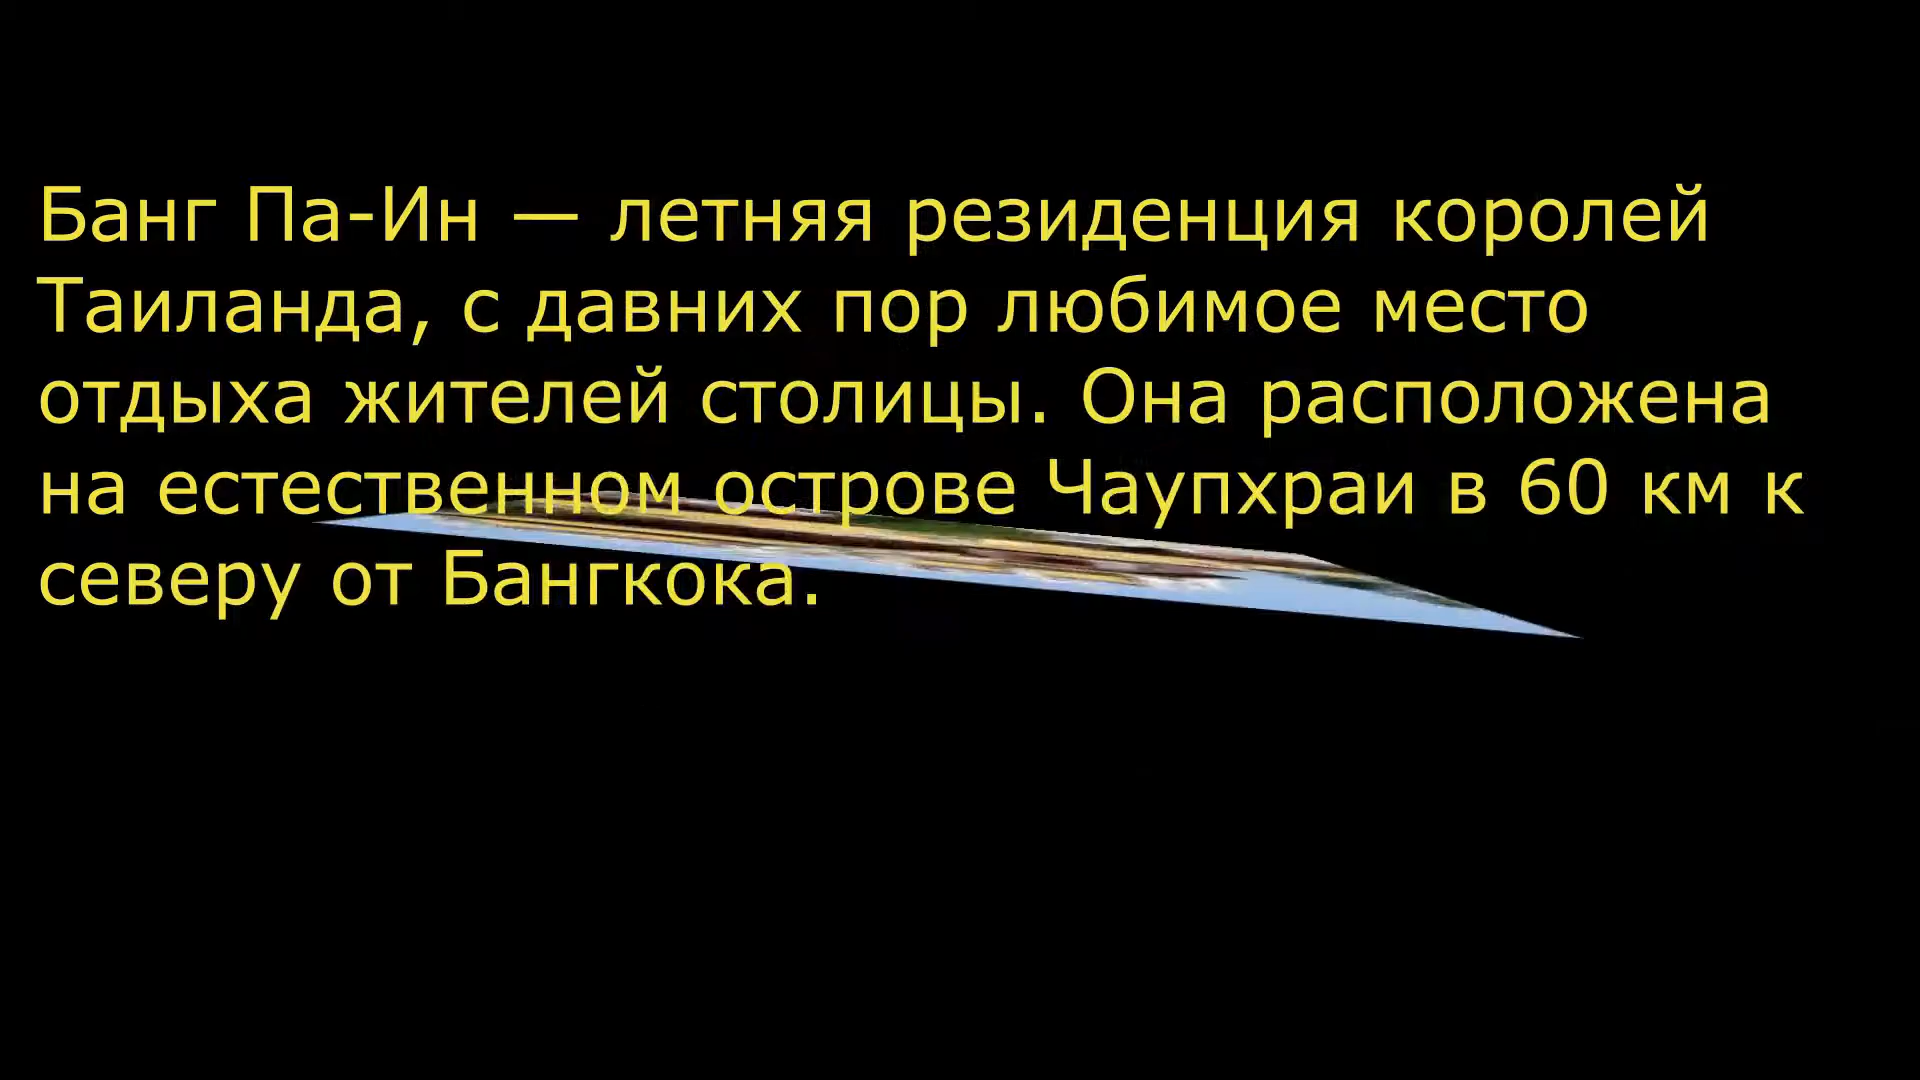 Банг Па-Ин — летняя резиденция королей
Таиланда, с давних пор любимое место
отдыха жителей столицы. Она расположена
на естественном острове Чаупхраи в 60 км к
северу от Бангкока.